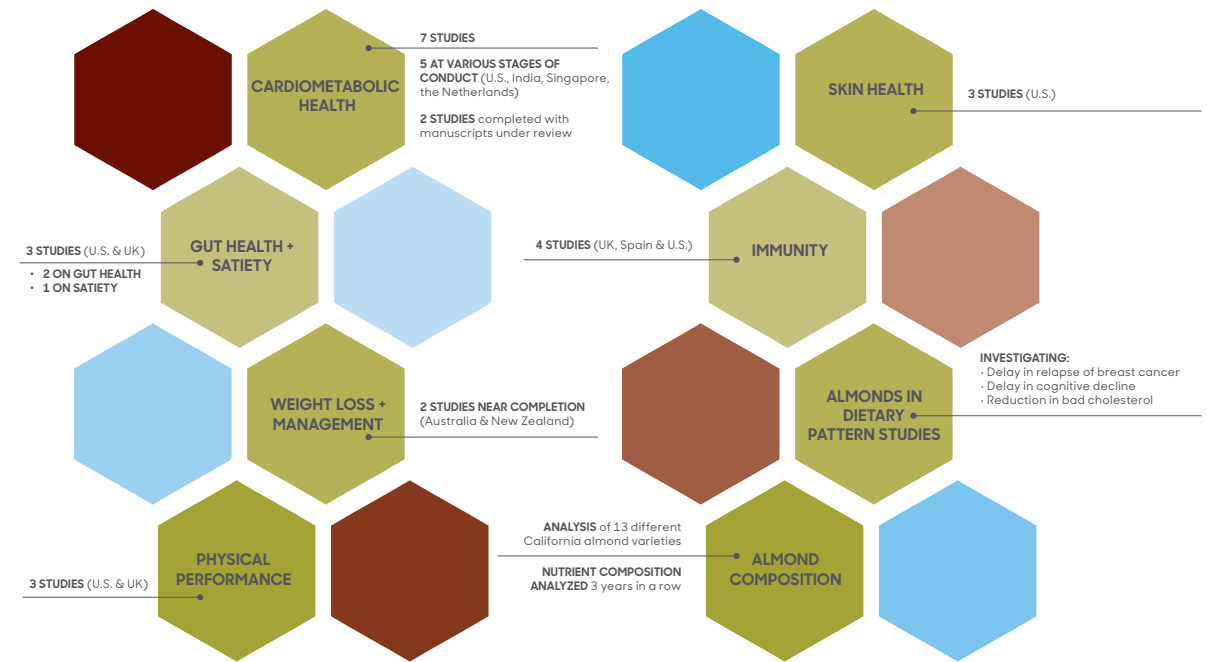 CARDIOMETABOLIC
HEALTH
7 STUDIES
5 AT VARIOUS STAGES OF
CONDUCT (U.S., India, Singapore,
the Netherlands)
2 STUDIES completed with
manuscripts under review
SKIN HEALTH
3 STUDIES (U.S.)
3 STUDIES (U.S. & UK)
• 2 ON GUT HEALTH
• 1 ON SATIETY
GUT HEALTH +
SATIETY
4 STUDIES (UK, Spain & U.S.)
IMMUNITY
WEIGHT LOSS +
MANAGEMENT
2 STUDIES NEAR COMPLETION
(Australia & New Zealand)
ALMONDS IN
DIETARY
PATTERN STUDIES
INVESTIGATING:
· Delay in relapse of breast cancer
· Delay in cognitive decline
· Reduction in bad cholesterol
PHYSICAL
PERFORMANCE
3 STUDIES (U.S. & UK)
ANALYSIS of 13 different
California almond varieties
NUTRIENT COMPOSITION
ANALYZED 3 years in a row
ALMOND
COMPOSITION